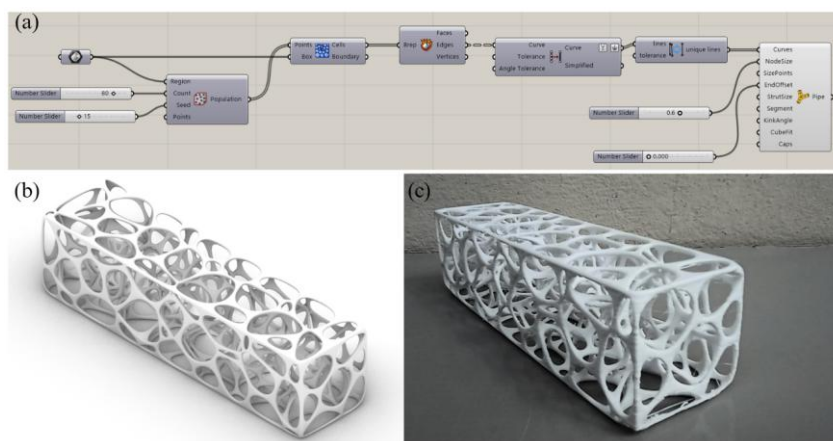 (a)
Region
Count
Seed
Points
Population
Number Slider
80
Number Slider
15
Points
Box
Cells
Boundary
Brep
Faces
Edges
Vertices
Curve
Tolerance
Angle Tolerance
Curve
Simplified
lines
tolerance
unique lines
Number Slider
0.6
Number Slider
0.000
Curves
NodeSize
SizePoints
EndOffset
StrutSize
Segment
KinkAngle
CubeFit
Caps
Pipe
(b)
(c)